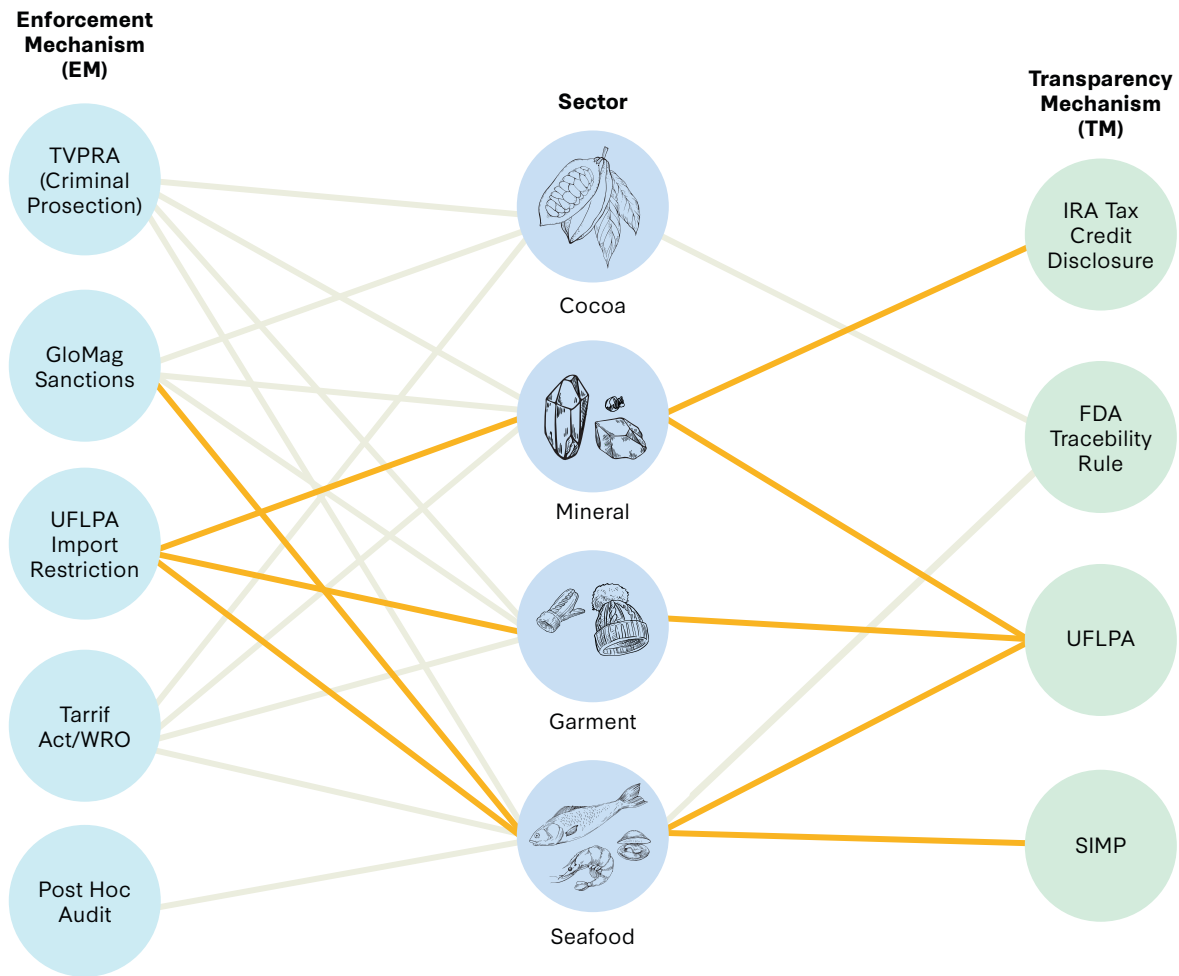 Enforcement
Mechanism
(EM)
TVPRA
(Criminal
Prosection)
GloMag
Sanctions
UFLPA
Import
Restriction
Tarrif
Act/WRO
Post Hoc
Audit
Sector
Cocoa
Mineral
Garment
Seafood
Transparency
Mechanism
(TM)
IRA Tax
Credit
Disclosure
FDA
Tracebility
Rule
UFLPA
SIMP